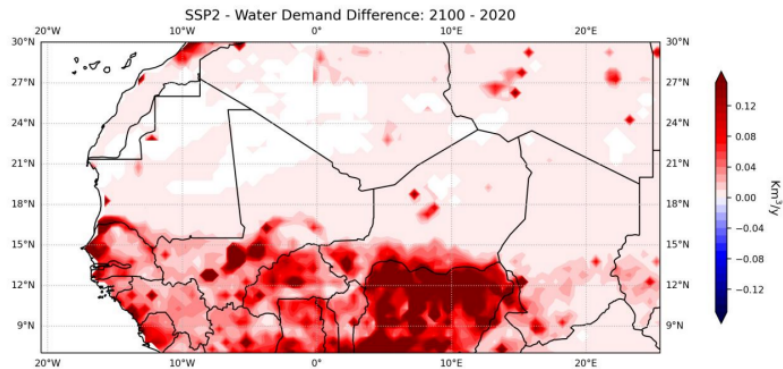 SSP2 - Water Demand Difference: 2100 - 2020
20°W 10°W 0° 10°E 20°E
30°N 30°N
27°N 27°N
24°N 24°N
21°N 21°N
18°N 18°N
15°N 15°N
12°N 12°N
9°N 9°N
20°W 10°W 0° 10°E 20°E
0.12
0.08
0.04
0.00
−0.04
−0.08
−0.12
Km³/y